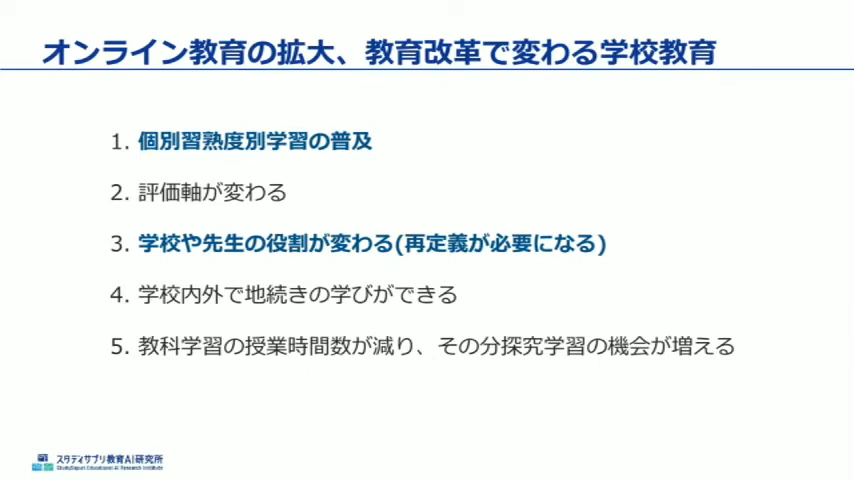 オンライン教育の拡大、教育改革で変わる学校教育
1. 個別習熟度別学習の普及
2. 評価軸が変わる
3. 学校や先生の役割が変わる(再定義が必要になる)
4. 学校内外で地続きの学びができる
5. 教科学習の授業時間数が減り、その分探究学習の機会が増える
スタディサプリ教育AI研究所
StudySapuri Educational AI Research Institute